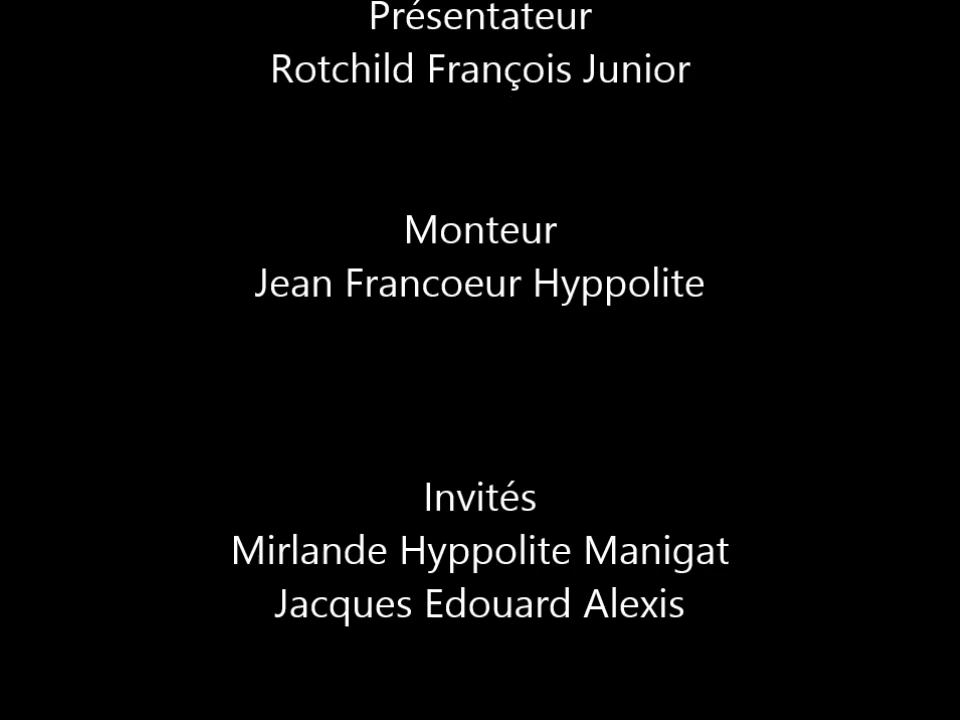 Présentateur
Rotchild François Junior
Monteur
Jean Francoeur Hyppolite
Invités
Mirlande Hyppolite Manigat
Jacques Edouard Alexis